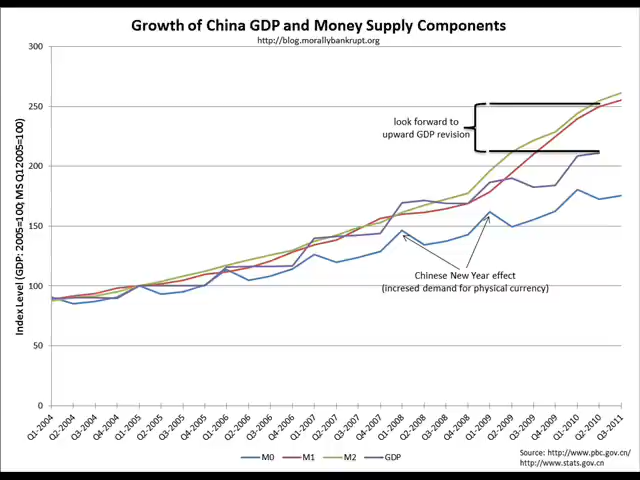 Growth of China GDP and Money Supply Components
http://blog.morallybankrupt.org
Index Level (GDP: 2005=100; MS Q1 2005=100)
300
250
200
150
100
50
0
look forward to
upward GDP revision
Chinese New Year effect
(incresed demand for physical currency)
Q1-2004
Q2-2004
Q3-2004
Q4-2004
Q1-2005
Q2-2005
Q3-2005
Q4-2005
Q1-2006
Q2-2006
Q3-2006
Q4-2006
Q1-2007
Q2-2007
Q3-2007
Q4-2007
Q1-2008
Q2-2008
Q3-2008
Q4-2008
Q1-2009
Q2-2009
Q3-2009
Q4-2009
Q1-2010
Q2-2010
Q3-2011
M0
M1
M2
GDP
Source: http://www.pbc.gov.cn/
http://www.stats.gov.cn